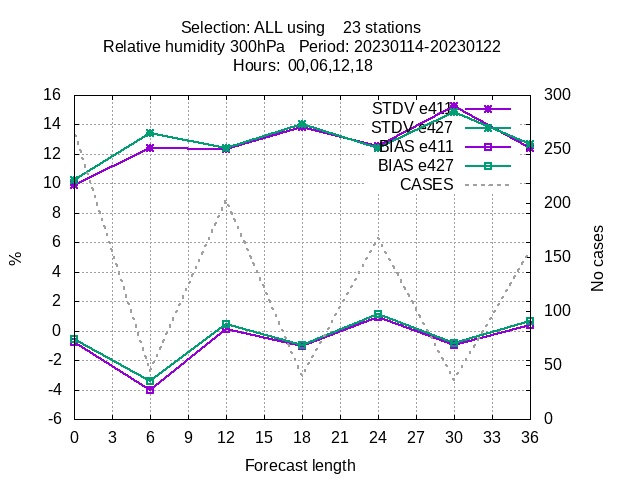 Selection: ALL using    23 stations
Relative humidity 300hPa   Period: 20230114-20230122
Hours:  00,06,12,18
16
14
12
10
8
6
4
2
0
-2
-4
-6
%
300
250
200
150
100
50
0
No cases
STDV e411
STDV e427
BIAS e411
BIAS e427
CASES
0 3 6 9 12 15 18 21 24 27 30 33 36
Forecast length